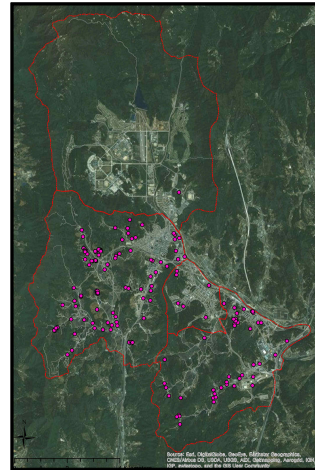 Source: Esri, DigitalGlobe, GeoEye, Earthstar Geographics,
CNES/Airbus DS, USDA, USGS, AEX, Getmapping, Aerogrid, IGN,
IGP, swisstopo, and the GIS User Community